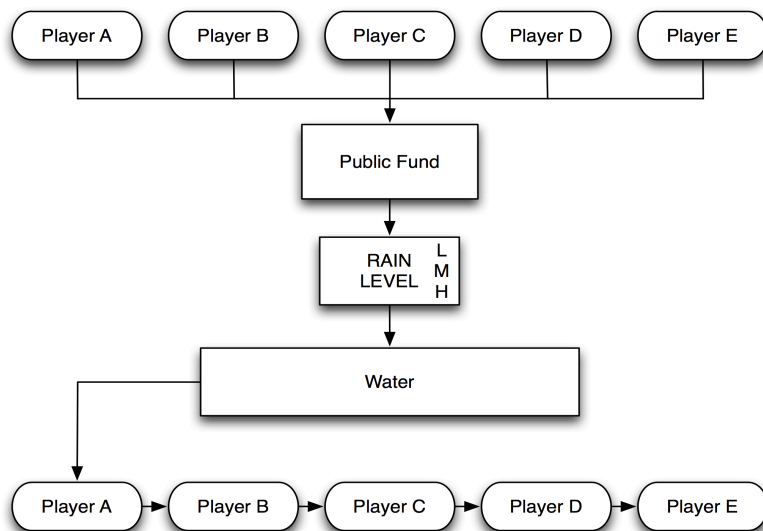 Player A
Player B
Player C
Player D
Player E
Public Fund
RAIN
LEVEL
L
M
H
Water
Player A
Player B
Player C
Player D
Player E